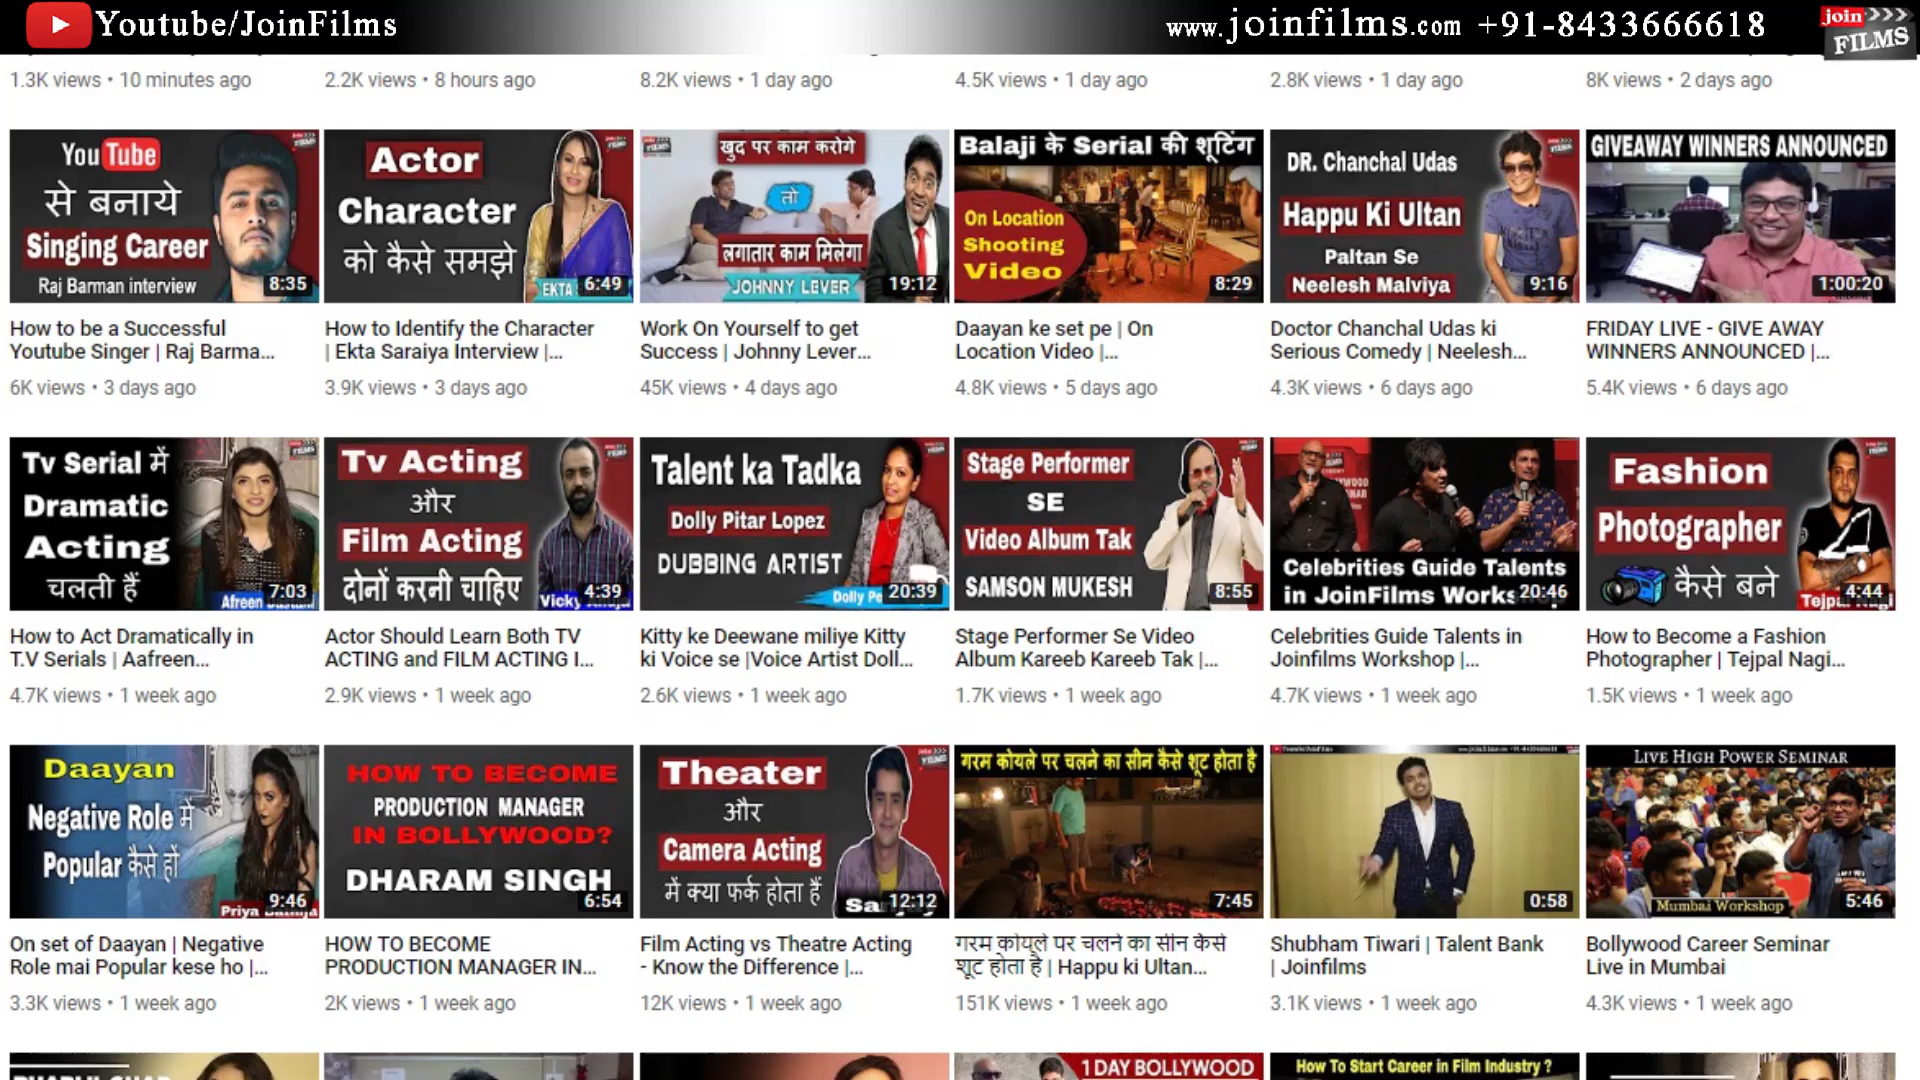 Youtube/JoinFilms
www.joinfilms.com +91-8433666618
join
FILMS
1.3K views • 10 minutes ago
2.2K views • 8 hours ago
8.2K views • 1 day ago
4.5K views • 1 day ago
2.8K views • 1 day ago
8K views • 2 days ago
YouTube
से बनाये
Singing Career
Raj Barman interview
8:35
Actor
Character
को कैसे समझे
EKTA
6:49
खुद पर काम करोगे
तो
लगातार काम मिलेगा
JOHNNY LEVER
19:12
Balaji के Serial की शूटिंग
On Location
Shooting
Video
8:29
DR. Chanchal Udas
Happu Ki Ultan
Paltan Se
Neelesh Malviya
9:16
GIVEAWAY WINNERS ANNOUNCED
1:00:20
How to be a Successful
Youtube Singer | Raj Barma...
6K views • 3 days ago
How to Identify the Character
| Ekta Saraiya Interview |...
3.9K views • 3 days ago
Work On Yourself to get
Success | Johnny Lever...
45K views • 4 days ago
Daayan ke set pe | On
Location Video |...
4.8K views • 5 days ago
Doctor Chanchal Udas ki
Serious Comedy | Neelesh...
4.3K views • 6 days ago
FRIDAY LIVE - GIVE AWAY
WINNERS ANNOUNCED |...
5.4K views • 6 days ago
Tv Serial में
Dramatic
Acting
चलती हैं
Afreen
7:03
Tv Acting
और
Film Acting
दोनों करनी चाहिए
Vicky
4:39
Talent ka Tadka
Dolly Pitar Lopez
DUBBING ARTIST
Dolly
20:39
Stage Performer
SE
Video Album Tak
SAMSON MUKESH
8:55
Celebrities Guide Talents
in JoinFilms
20:46
Fashion
Photographer
कैसे बने
4:44
How to Act Dramatically in
T.V Serials | Aafreen...
4.7K views • 1 week ago
Actor Should Learn Both TV
ACTING and FILM ACTING I...
2.9K views • 1 week ago
Kitty ke Deewane miliye Kitty
ki Voice se |Voice Artist Doll...
2.6K views • 1 week ago
Stage Performer Se Video
Album Kareeb Kareeb Tak |...
1.7K views • 1 week ago
Celebrities Guide Talents in
Joinfilms Workshop |...
4.7K views • 1 week ago
How to Become a Fashion
Photographer | Tejpal Nagi...
1.5K views • 1 week ago
Daayan
Negative Role में
Popular कैसे हों
Priya
9:46
HOW TO BECOME
PRODUCTION MANAGER
IN BOLLYWOOD?
DHARAM SINGH
6:54
Theater
और
Camera Acting
में क्या फर्क होता हैं
12:12
गरम कोयले पर चलने का सीन कैसे शूट होता है
7:45
0:58
LIVE HIGH POWER SEMINAR
Mumbai Workshop
5:46
On set of Daayan | Negative
Role mai Popular kese ho |...
3.3K views • 1 week ago
HOW TO BECOME
PRODUCTION MANAGER IN...
2K views • 1 week ago
Film Acting vs Theatre Acting
- Know the Difference |...
12K views • 1 week ago
गरम कोयले पर चलने का सीन कैसे
शूट होता है | Happu ki Ultan...
151K views • 1 week ago
Shubham Tiwari | Talent Bank
| Joinfilms
3.1K views • 1 week ago
Bollywood Career Seminar
Live in Mumbai
4.3K views • 1 week ago
1 DAY BOLLYWOOD
How To Start Career in Film Industry ?